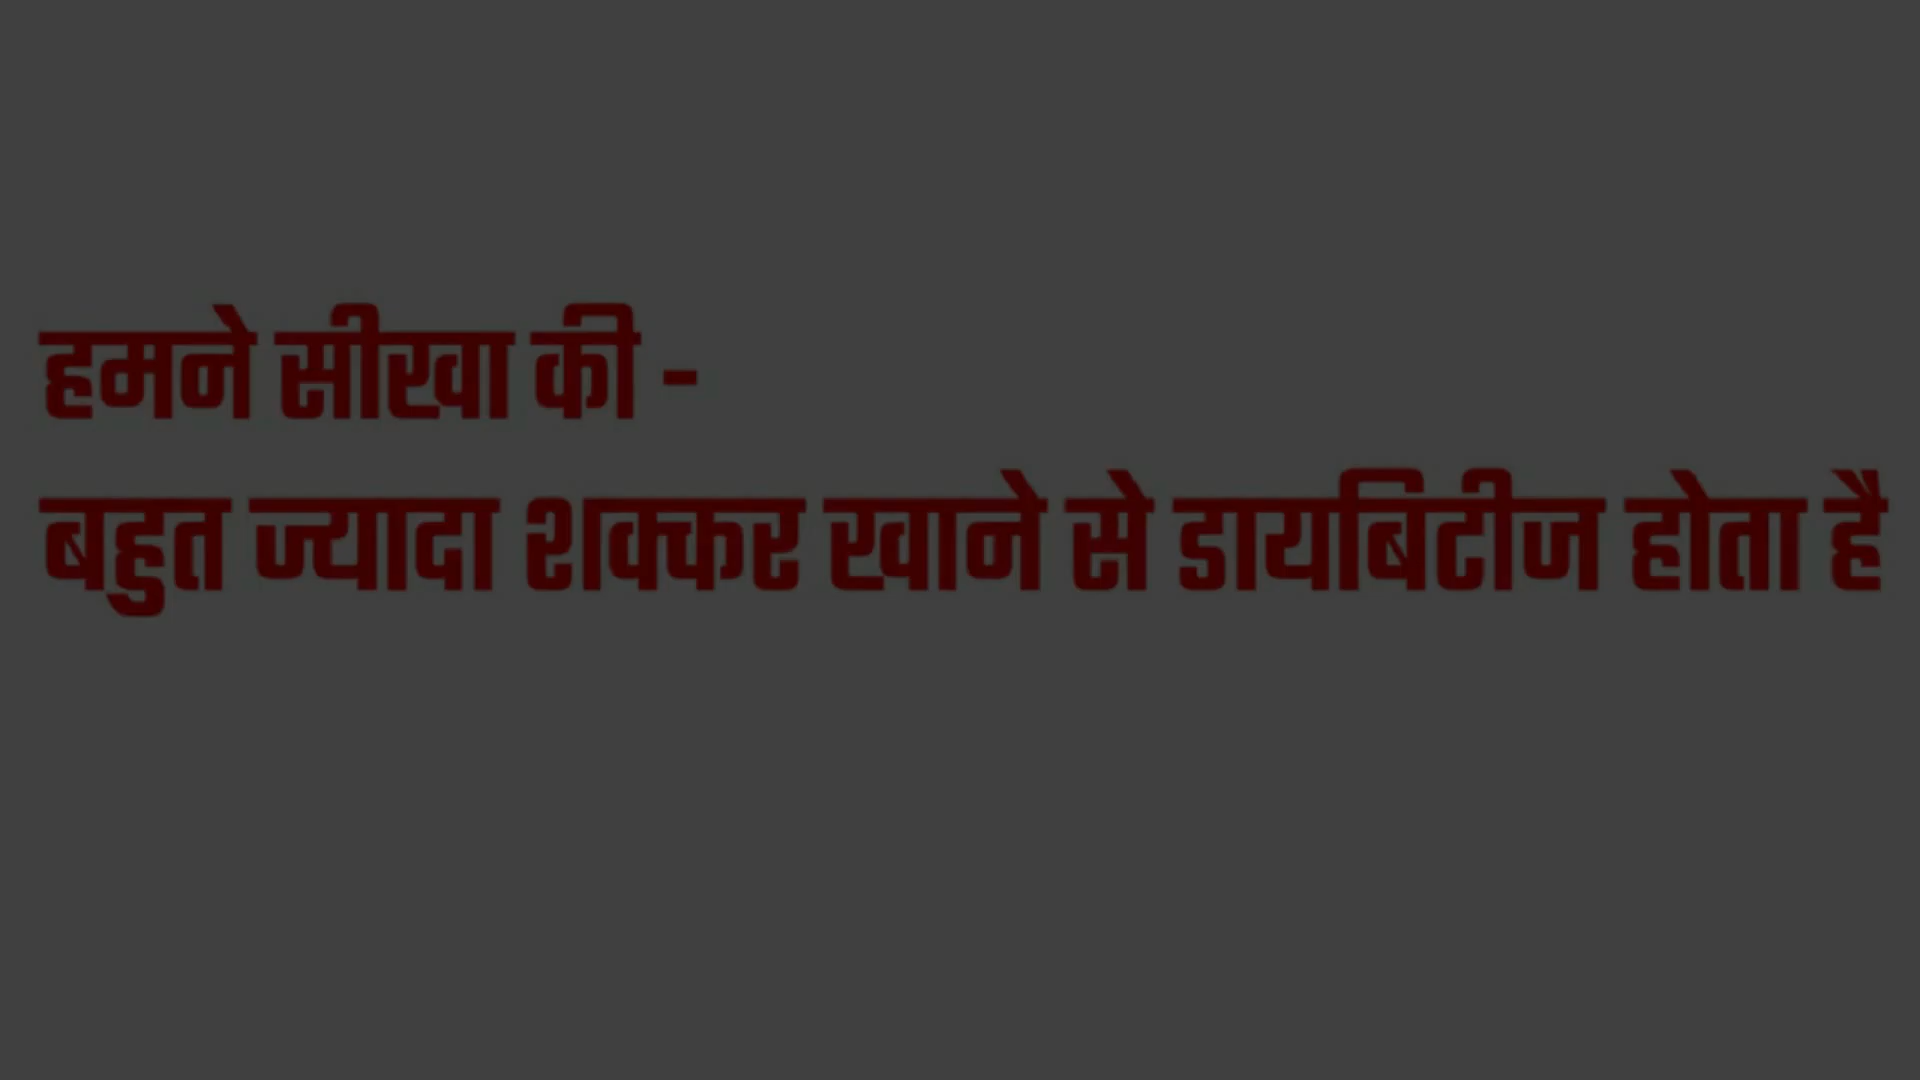 हमने सीखा की -
बहुत ज्यादा शक्कर खाने से डायबिटीज होता है